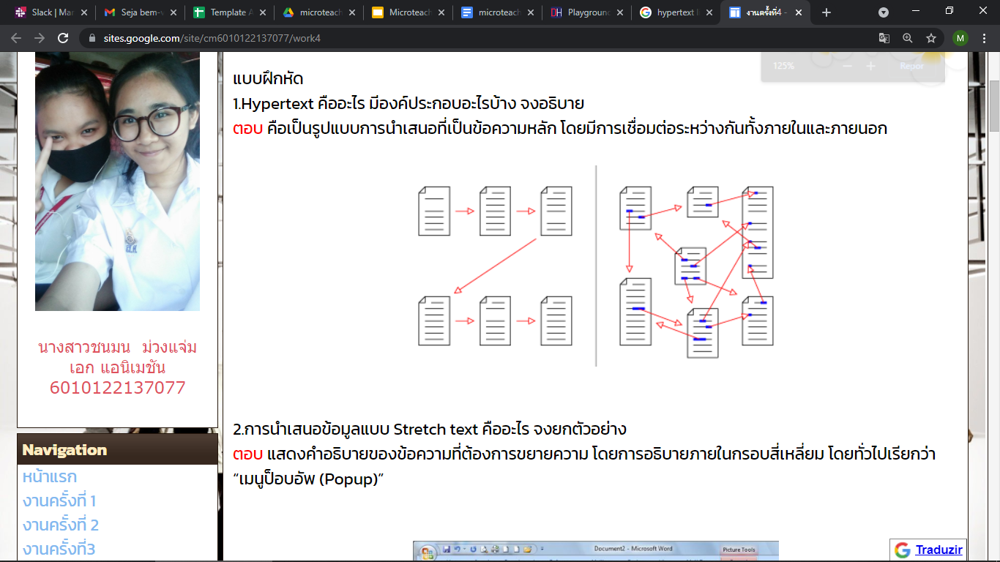 Slack | Mar
Seja bem-v
Template A
microteach
Microteach
microteach
Playground
hypertext l
งานครั้งที่4 -
sites.google.com/site/cm6010122137077/work4
M
125%
Repor
แบบฝึกหัด
1.Hypertext คืออะไร มีองค์ประกอบอะไรบ้าง จงอธิบาย
ตอบ คือเป็นรูปแบบการนำเสนอที่เป็นข้อความหลัก โดยมีการเชื่อมต่อระหว่างกันทั้งภายในและภายนอก
นางสาวชนมน ม่วงแจ่ม
เอก แอนิเมชัน
6010122137077
Navigation
หน้าแรก
งานครั้งที่ 1
งานครั้งที่ 2
งานครั้งที่3
2.การนำเสนอข้อมูลแบบ Stretch text คืออะไร จงยกตัวอย่าง
ตอบ แสดงคำอธิบายของข้อความที่ต้องการขยายความ โดยการอธิบายภายในกรอบสี่เหลี่ยม โดยทั่วไปเรียกว่า
“เมนูป็อบอัพ (Popup)”
Document2 - Microsoft Word
Picture Tools
Traduzir